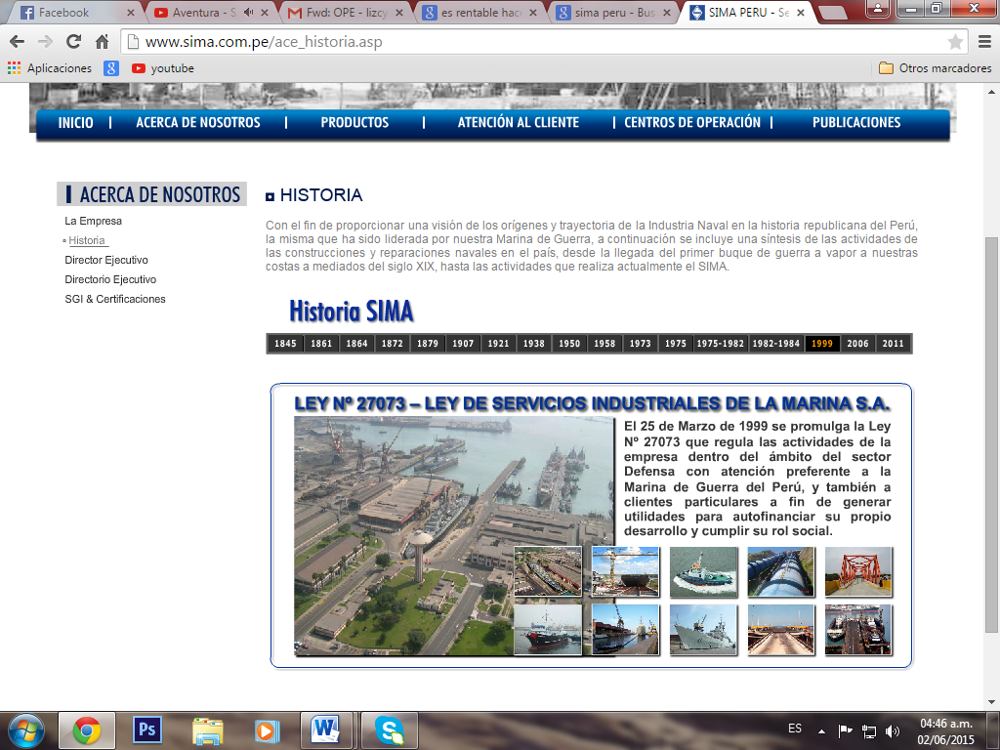 Facebook
Aventura - S
Fwd: OPE - lizcy
es rentable hac
sima peru - Bus
SIMA PERU - Se
www.sima.com.pe/ace_historia.asp
Aplicaciones
youtube
Otros marcadores
INICIO | ACERCA DE NOSOTROS | PRODUCTOS | ATENCIÓN AL CLIENTE | CENTROS DE OPERACIÓN | PUBLICACIONES
ACERCA DE NOSOTROS
La Empresa
Historia
Director Ejecutivo
Directorio Ejecutivo
SGI & Certificaciones
HISTORIA
Con el fin de proporcionar una visión de los orígenes y trayectoria de la Industria Naval en la historia republicana del Perú,
la misma que ha sido liderada por nuestra Marina de Guerra, a continuación se incluye una síntesis de las actividades de
las construcciones y reparaciones navales en el país, desde la llegada del primer buque de guerra a vapor a nuestras
costas a mediados del siglo XIX, hasta las actividades que realiza actualmente el SIMA.
Historia SIMA
1845 1861 1864 1872 1879 1907 1921 1938 1950 1958 1973 1975 1975-1982 1982-1984 1999 2006 2011
LEY Nº 27073 – LEY DE SERVICIOS INDUSTRIALES DE LA MARINA S.A.
El 25 de Marzo de 1999 se promulga la Ley
Nº 27073 que regula las actividades de la
empresa dentro del ámbito del sector
Defensa con atención preferente a la
Marina de Guerra del Perú, y también a
clientes particulares a fin de generar
utilidades para autofinanciar su propio
desarrollo y cumplir su rol social.
Ps
W
S
ES
04:46 a.m.
02/06/2015